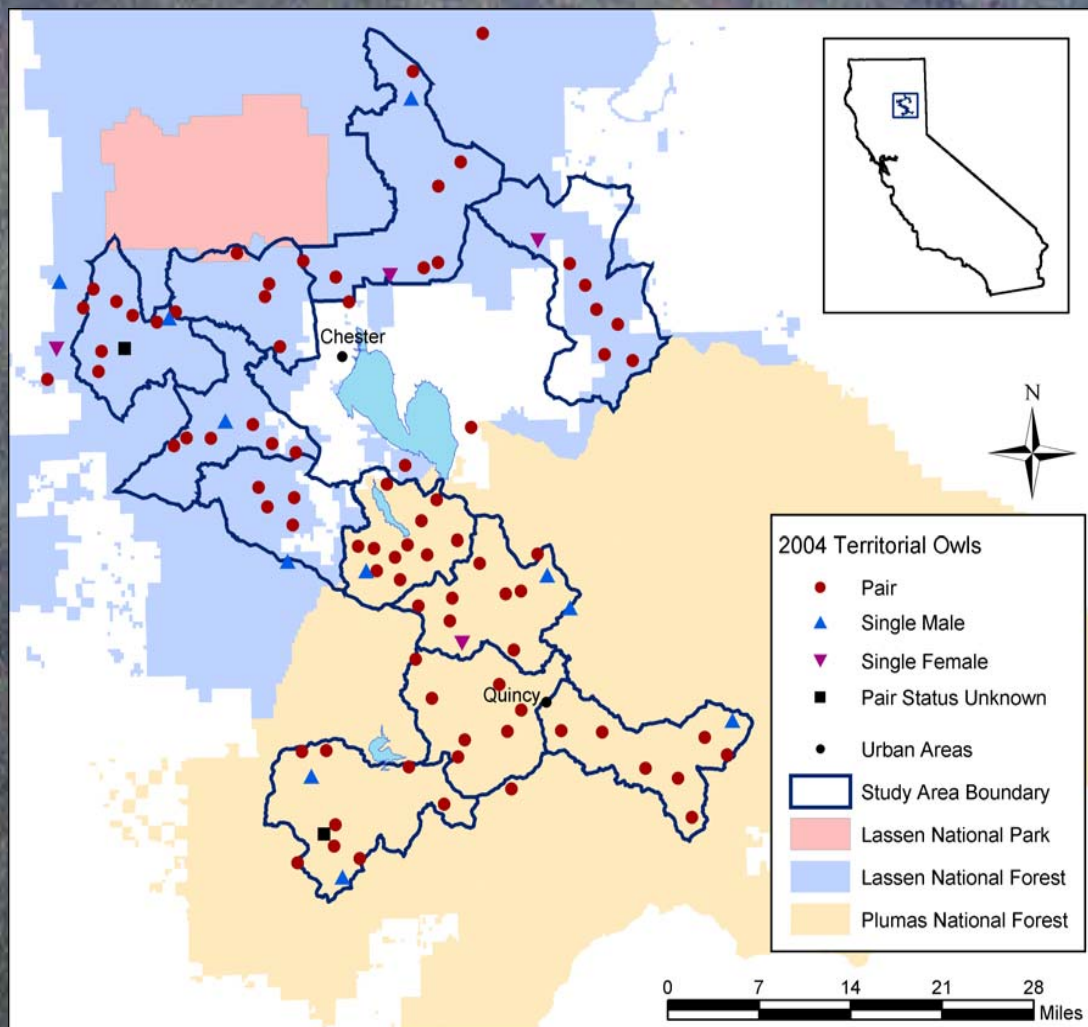 Chester
Quincy
N
2004 Territorial Owls
Pair
Single Male
Single Female
Pair Status Unknown
Urban Areas
Study Area Boundary
Lassen National Park
Lassen National Forest
Plumas National Forest
0 7 14 21 28
Miles